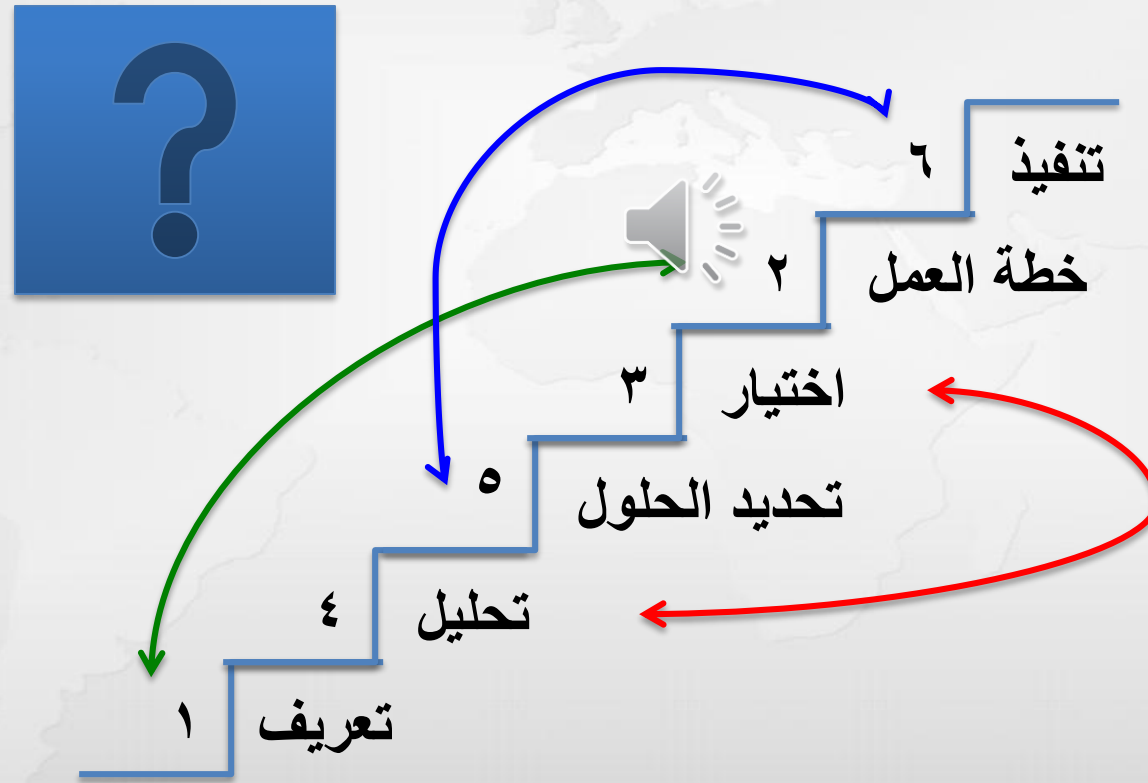 ؟
٦ تنفيذ
٢ خطة العمل
٣ اختيار
٥ تحديد الحلول
٤ تحليل
١ تعريف